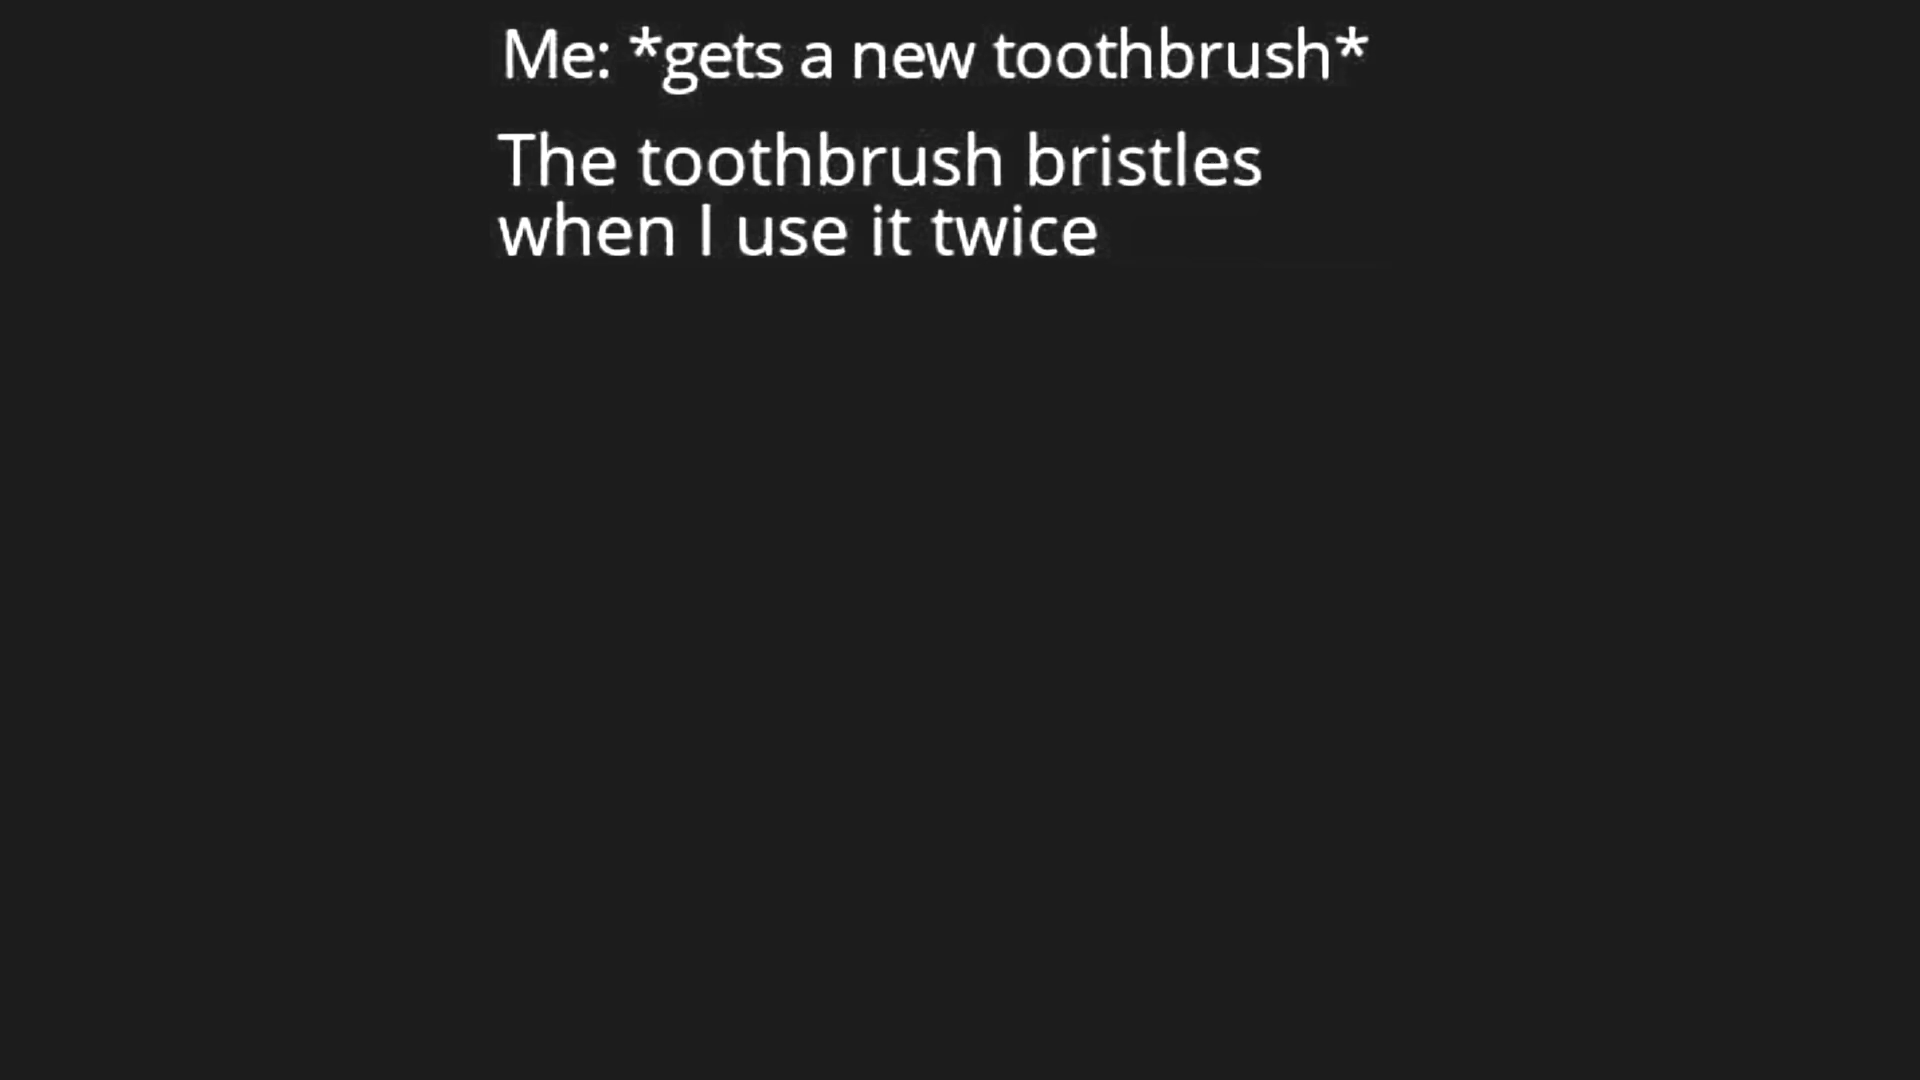 Me: *gets a new toothbrush*
The toothbrush bristles
when I use it twice